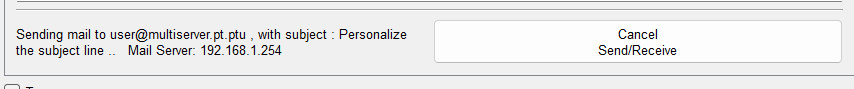 Sending mail to user@multiserver.pt.ptu , with subject : Personalize
the subject line .. Mail Server: 192.168.1.254
Cancel
Send/Receive